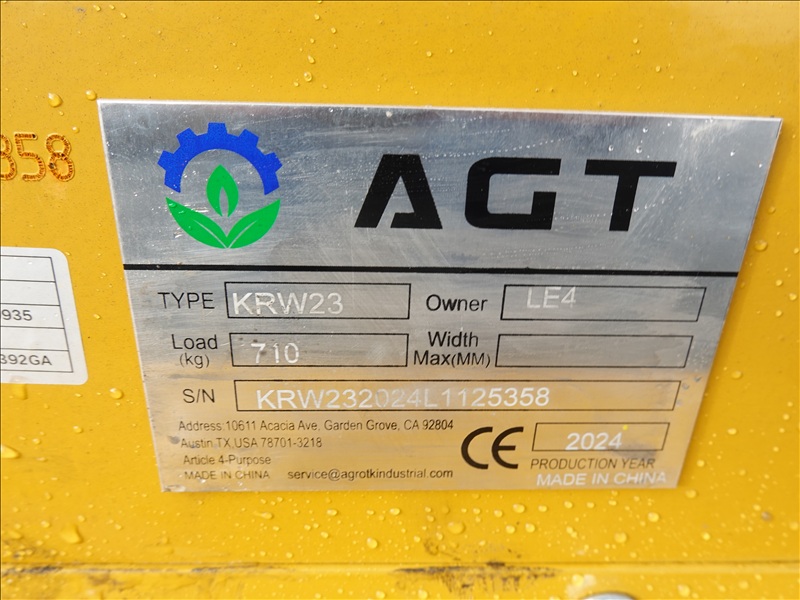 358
AGT
TYPE KRW23 Owner LE4
Load (kg) 710 Width Max(MM)
935
S/N KRW232024L1125358
392GA
Address:10611 Acacia Ave, Garden Grove, CA 92804
Austin.TX,USA 78701-3218
Article 4-Purpose
MADE IN CHINA service@agrotkindustrial.com
CE 2024
PRODUCTION YEAR
MADE IN CHINA